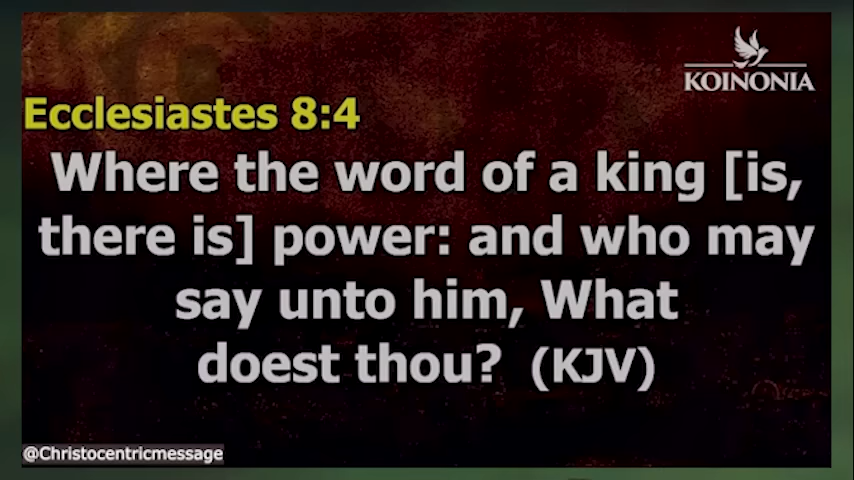 KOINONIA
Ecclesiastes 8:4
Where the word of a king [is,
there is] power: and who may
say unto him, What
doest thou? (KJV)
@Christocentricmessage